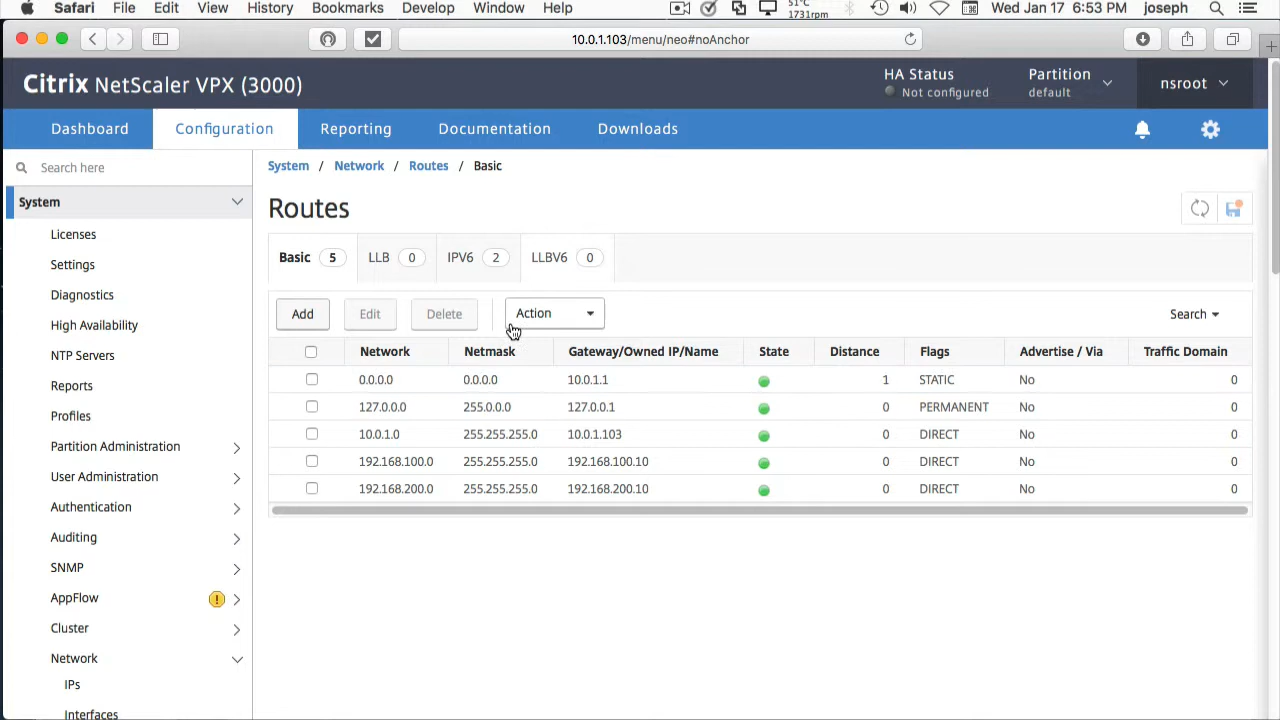 Safari File Edit View History Bookmarks Develop Window Help 51°C 1731rpm Wed Jan 17 6:53 PM joseph
10.0.1.103/menu/neo#noAnchor
Citrix NetScaler VPX (3000)
HA Status
Not configured
Partition
default
nsroot
Dashboard Configuration Reporting Documentation Downloads
Search here
System
Licenses
Settings
Diagnostics
High Availability
NTP Servers
Reports
Profiles
Partition Administration
User Administration
Authentication
Auditing
SNMP
AppFlow
Cluster
Network
IPs
Interfaces
System / Network / Routes / Basic
Routes
Basic 5 LLB 0 IPV6 2 LLBV6 0
Add Edit Delete Action Search
Network Netmask Gateway/Owned IP/Name State Distance Flags Advertise / Via Traffic Domain
0.0.0.0 0.0.0.0 10.0.1.1 1 STATIC No 0
127.0.0.0 255.0.0.0 127.0.0.1 0 PERMANENT No 0
10.0.1.0 255.255.255.0 10.0.1.103 0 DIRECT No 0
192.168.100.0 255.255.255.0 192.168.100.10 0 DIRECT No 0
192.168.200.0 255.255.255.0 192.168.200.10 0 DIRECT No 0